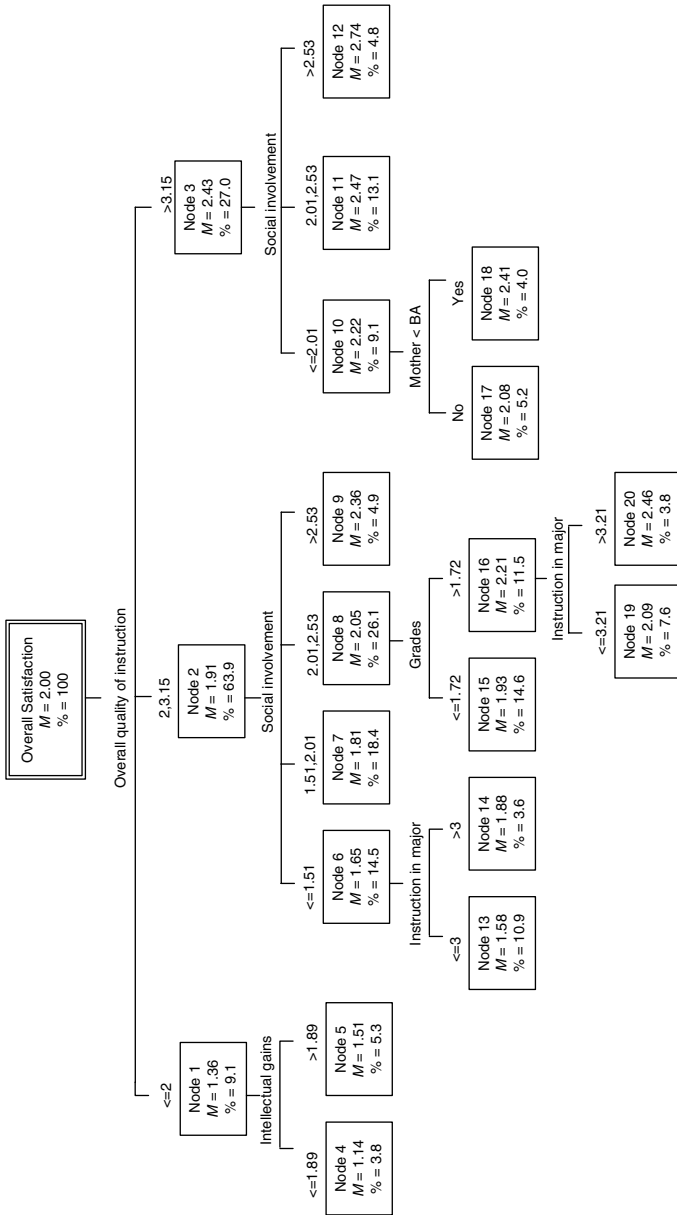 Overall Satisfaction
M = 2.00
% = 100
Overall quality of instruction
<=2
2,3.15
>3.15
Node 1
M = 1.36
% = 9.1
Node 2
M = 1.91
% = 63.9
Node 3
M = 2.43
% = 27.0
Intellectual gains
Social involvement
Social involvement
<=1.89
>1.89
<=1.51
1.51,2.01
2.01,2.53
>2.53
<=2.01
2.01,2.53
>2.53
Node 4
M = 1.14
% = 3.8
Node 5
M = 1.51
% = 5.3
Node 6
M = 1.65
% = 14.5
Node 7
M = 1.81
% = 18.4
Node 8
M = 2.05
% = 26.1
Node 9
M = 2.36
% = 4.9
Node 10
M = 2.22
% = 9.1
Node 11
M = 2.47
% = 13.1
Node 12
M = 2.74
% = 4.8
Instruction in major
Grades
Mother < BA
<=3
>3
<=1.72
>1.72
No
Yes
Node 13
M = 1.58
% = 10.9
Node 14
M = 1.88
% = 3.6
Node 15
M = 1.93
% = 14.6
Node 16
M = 2.21
% = 11.5
Node 17
M = 2.08
% = 5.2
Node 18
M = 2.41
% = 4.0
Instruction in major
<=3.21
>3.21
Node 19
M = 2.09
% = 7.6
Node 20
M = 2.46
% = 3.8